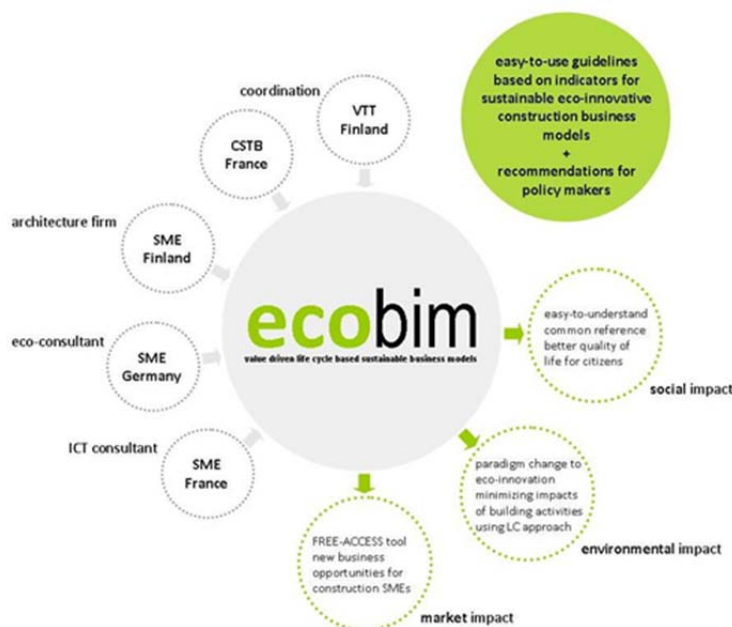 easy-to-use guidelines
based on indicators for
sustainable eco-innovative
construction business
models
+
recommendations for
policy makers
coordination
VTT
Finland
CSTB
France
architecture firm
SME
Finland
eco-consultant
SME
Germany
ICT consultant
SME
France
ecobim
value driven life cycle based sustainable business models
easy-to-understand
common reference
better quality of
life for citizens
social impact
paradigm change to
eco-innovation
minimizing impacts
of building activities
using LC approach
environmental impact
FREE-ACCESS tool
new business
opportunities for
construction SMEs
market impact